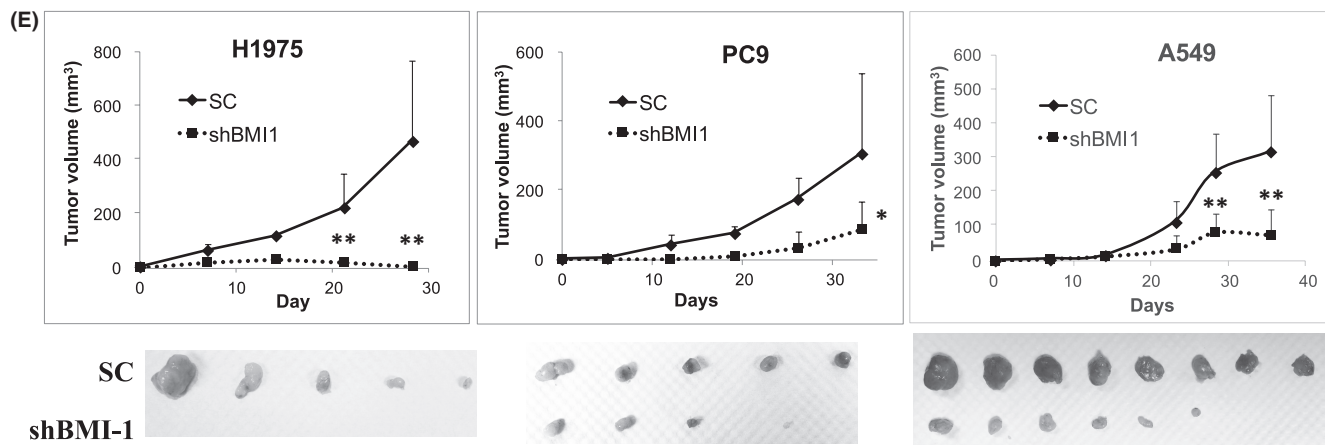 (E)
H1975
Tumor volume (mm³)
800
600
400
200
0
SC
shBMI1
**
**
0
10
20
30
Day
PC9
Tumor volume (mm³)
600
400
200
0
SC
shBMI1
*
0
10
20
30
Days
A549
Tumor volume (mm³)
600
500
400
300
200
100
0
SC
shBMI1
**
**
0
10
20
30
40
Days
SC
shBMI-1